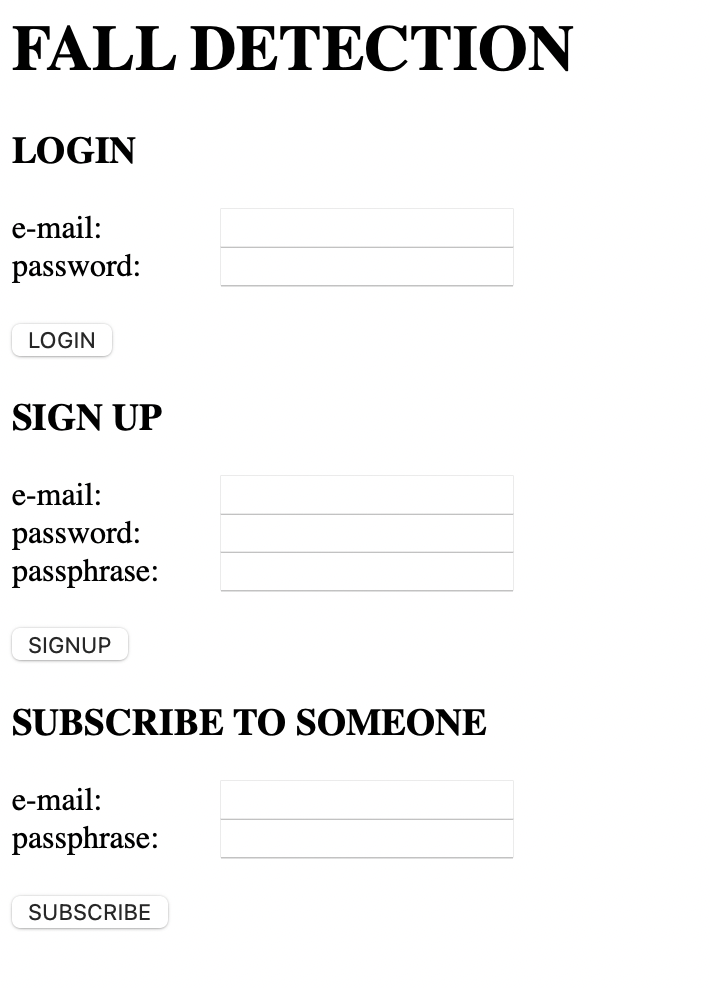 FALL DETECTION
LOGIN
e-mail:
password:
LOGIN
SIGN UP
e-mail:
password:
passphrase:
SIGNUP
SUBSCRIBE TO SOMEONE
e-mail:
passphrase:
SUBSCRIBE